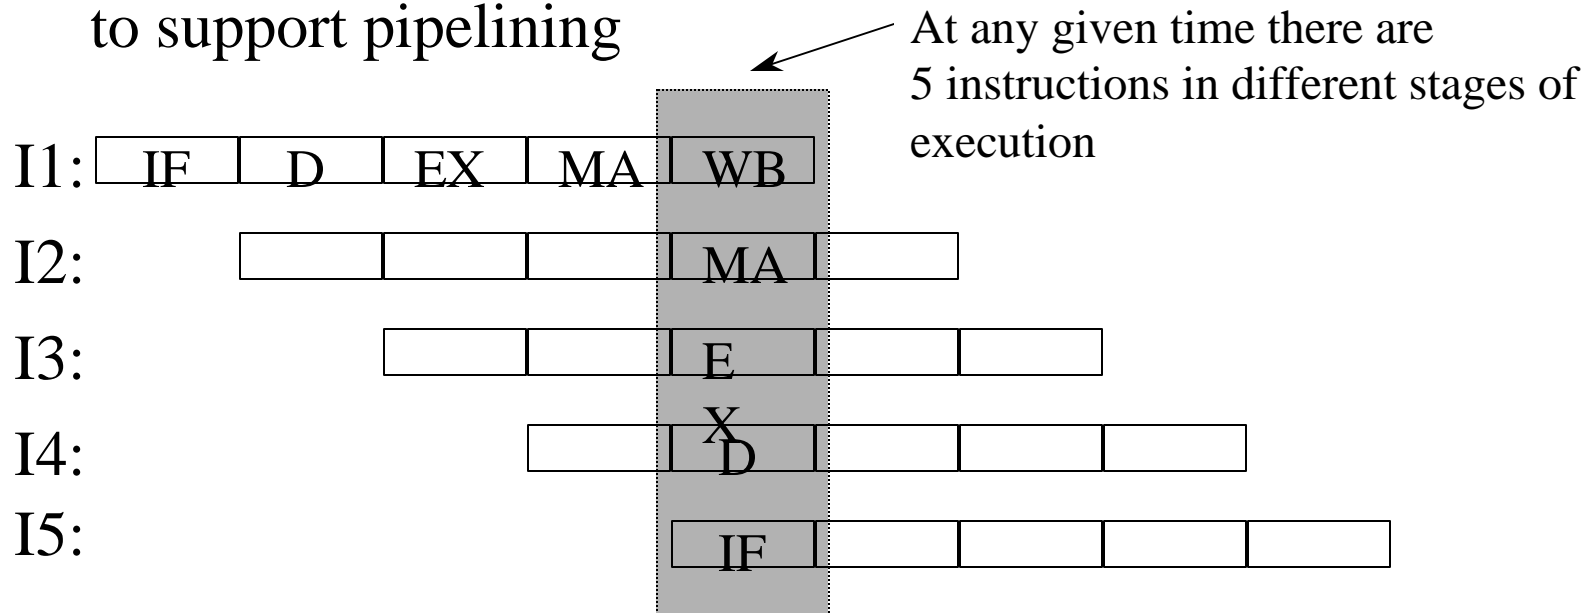 to support pipelining
At any given time there are
5 instructions in different stages of
execution
I1: IF D EX MA WB
I2: MA
I3: E
X
I4: D
I5: IF